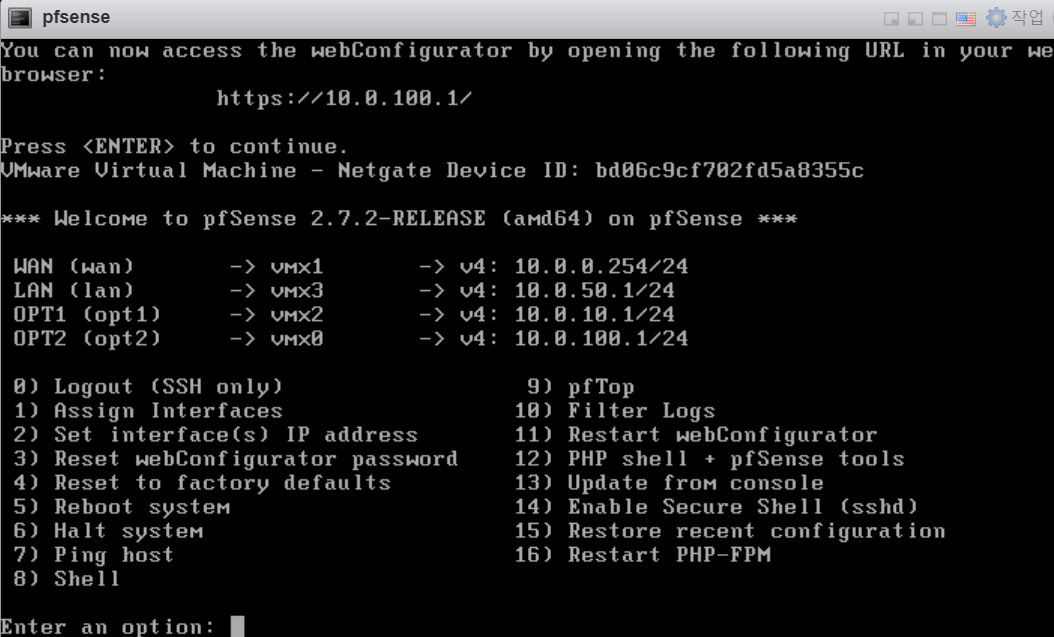 pfsense
작업
You can now access the webConfigurator by opening the following URL in your we
browser:
https://10.0.100.1/
Press <ENTER> to continue.
VMware Virtual Machine - Netgate Device ID: bd06c9cf702fd5a8355c
*** Welcome to pfSense 2.7.2-RELEASE (amd64) on pfSense ***
WAN (wan) -> vmx1 -> v4: 10.0.0.254/24
LAN (lan) -> vmx3 -> v4: 10.0.50.1/24
OPT1 (opt1) -> vmx2 -> v4: 10.0.10.1/24
OPT2 (opt2) -> vmx0 -> v4: 10.0.100.1/24
0) Logout (SSH only) 9) pfTop
1) Assign Interfaces 10) Filter Logs
2) Set interface(s) IP address 11) Restart webConfigurator
3) Reset webConfigurator password 12) PHP shell + pfSense tools
4) Reset to factory defaults 13) Update from console
5) Reboot system 14) Enable Secure Shell (sshd)
6) Halt system 15) Restore recent configuration
7) Ping host 16) Restart PHP-FPM
8) Shell
Enter an option: